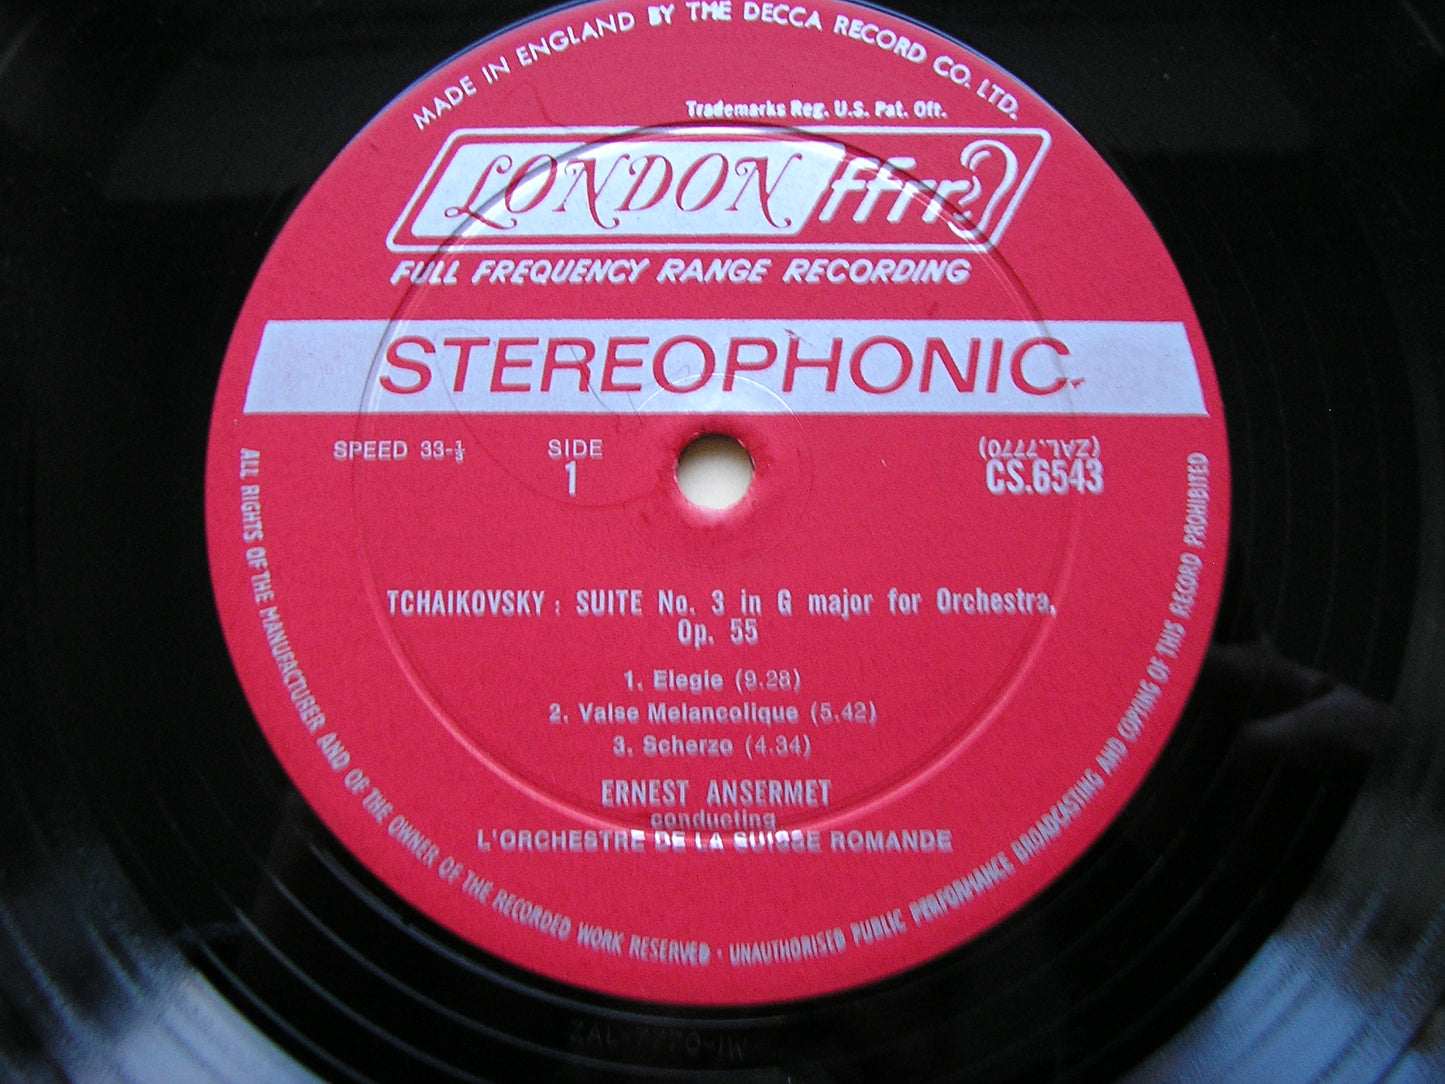 MADE IN ENGLAND BY THE DECCA RECORD CO. LTD.
Trademarks Reg. U.S. Pat. Off.
LONDON ffrr
FULL FREQUENCY RANGE RECORDING
STEREOPHONIC
SPEED 33-⅓
SIDE
1
(ZAL.7770)
CS.6543
TCHAIKOVSKY : SUITE No. 3 in G major for Orchestra,
Op. 55
1. Elegie (9.28)
2. Valse Melancolique (5.42)
3. Scherzo (4.34)
ERNEST ANSERMET
conducting
L'ORCHESTRE DE LA SUISSE ROMANDE
ALL RIGHTS OF THE MANUFACTURER AND OF THE OWNER OF THE RECORDED WORK RESERVED · UNAUTHORISED PUBLIC PERFORMANCE BROADCASTING AND COPYING OF THIS RECORD PROHIBITED
ZAL-7770-1W